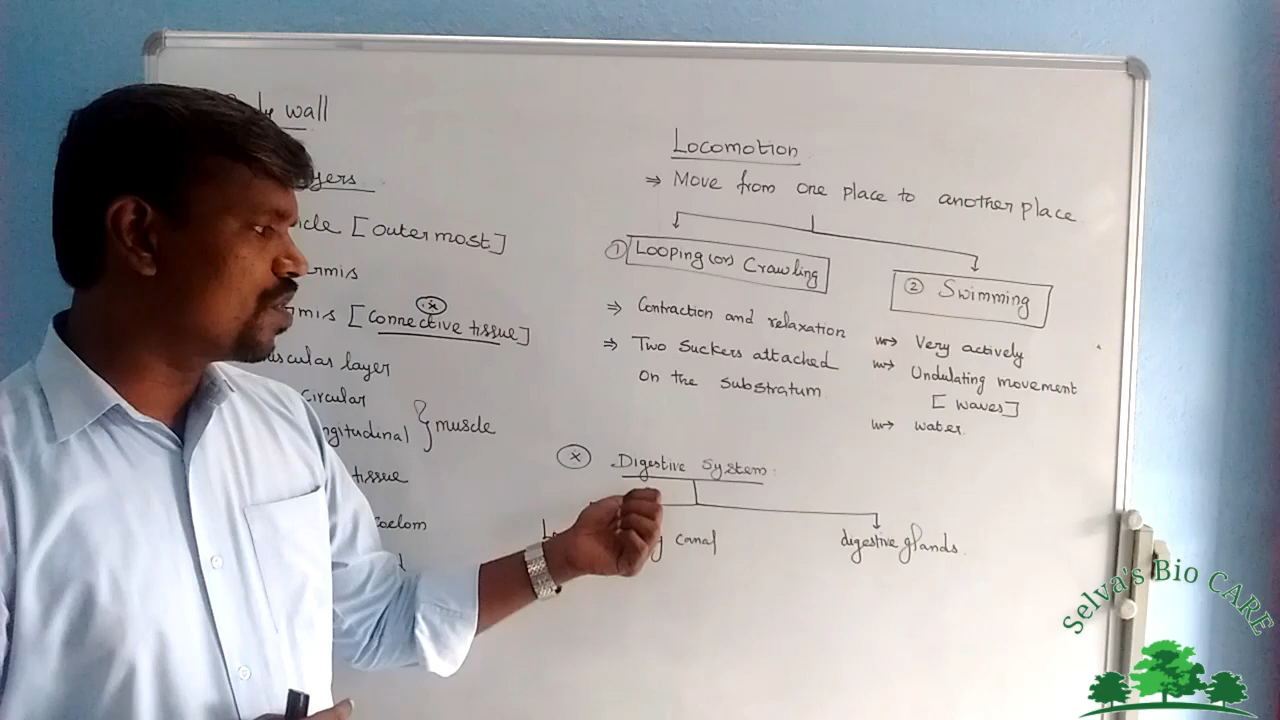 wall
cle [outermost]
mis
mis [connective tissue]
scular layer
circular
gitudinal } muscle
tissue
coelom
Locomotion
⇒ Move from one place to another place
① Looping (or) Crawling
⇒ Contraction and relaxation
⇒ Two suckers attached
on the substratum
② Swimming
Very actively
Undulating movement
[waves]
water.
Digestive system
y canal
digestive glands.
Selva's Bio CARE